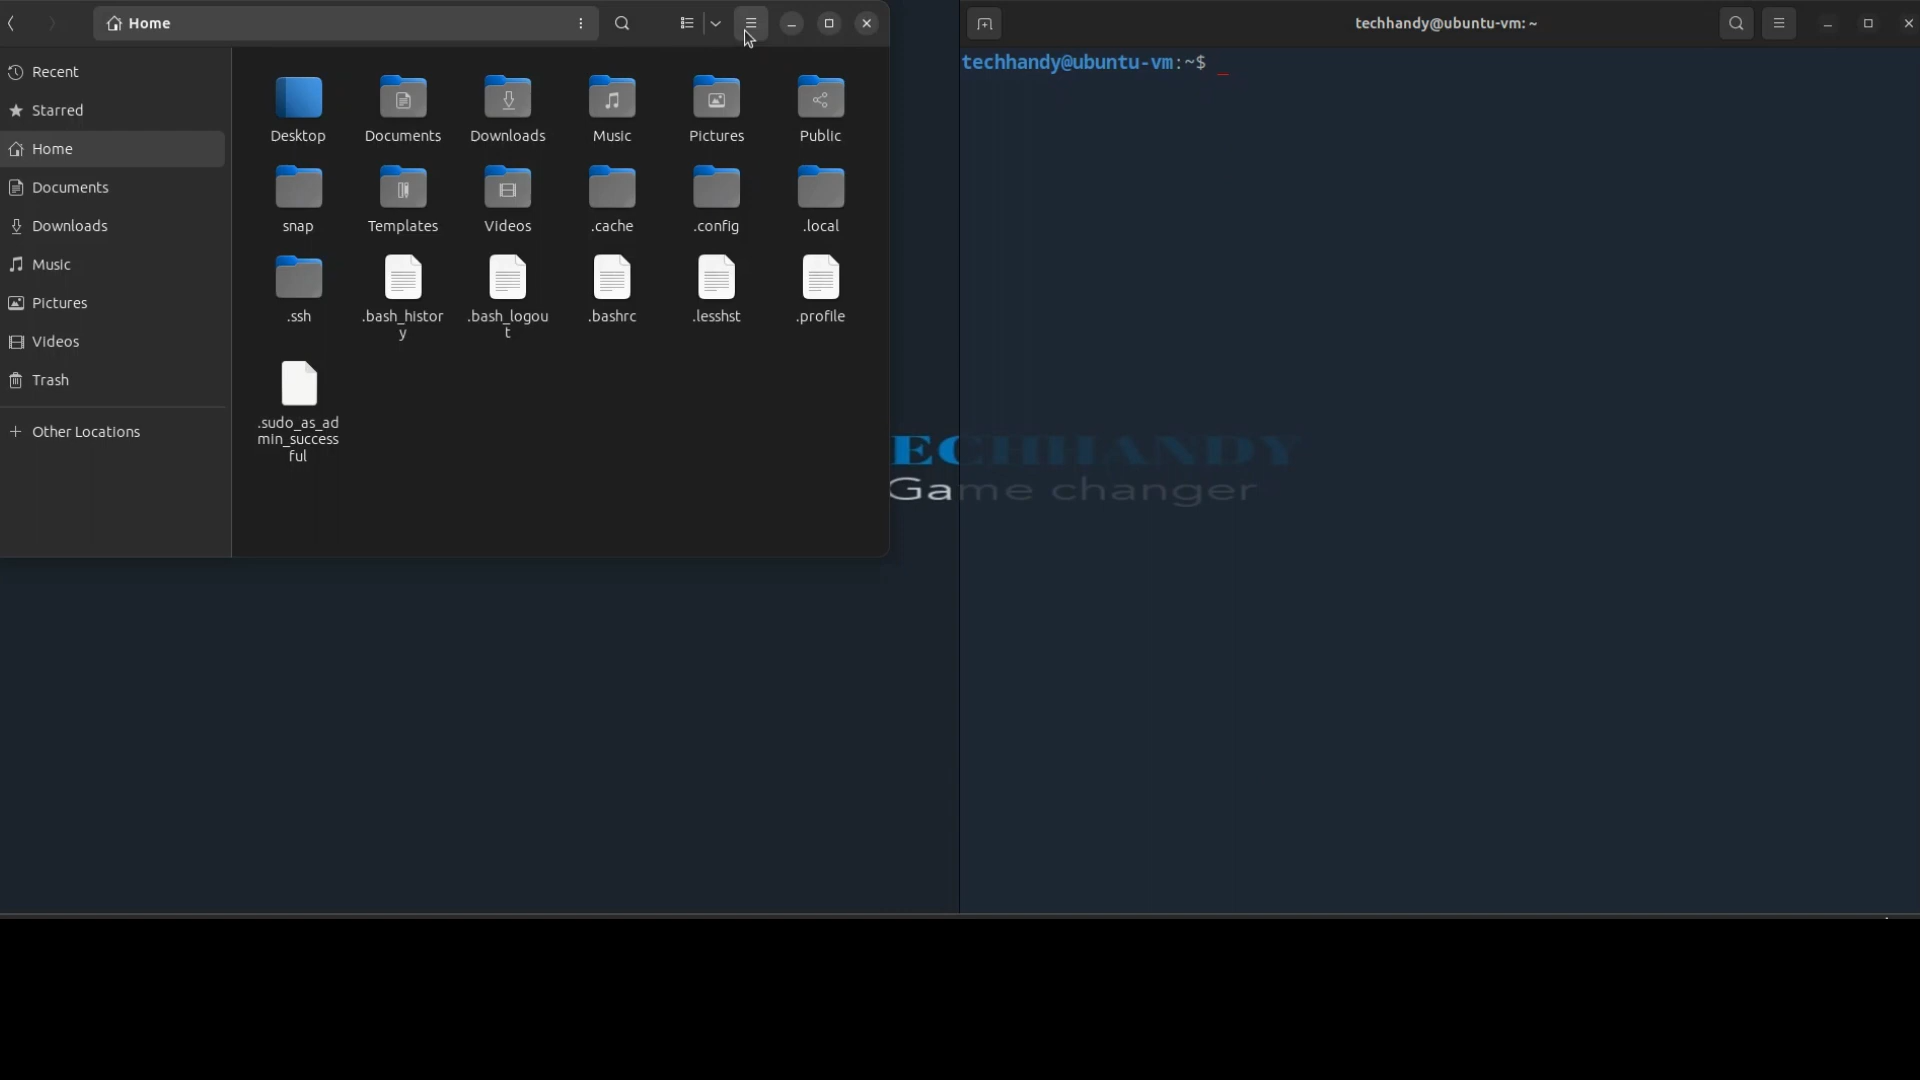 Home
techhandy@ubuntu-vm: ~
Recent
Starred
Home
Documents
Downloads
Music
Pictures
Videos
Trash
Other Locations
Desktop
Documents
Downloads
Music
Pictures
Public
snap
Templates
Videos
.cache
.config
.local
.ssh
.bash_histor
y
.bash_logou
t
.bashrc
.lesshst
.profile
.sudo_as_ad
min_success
ful
techhandy@ubuntu-vm:~$ _
ECHHANDY
Game changer